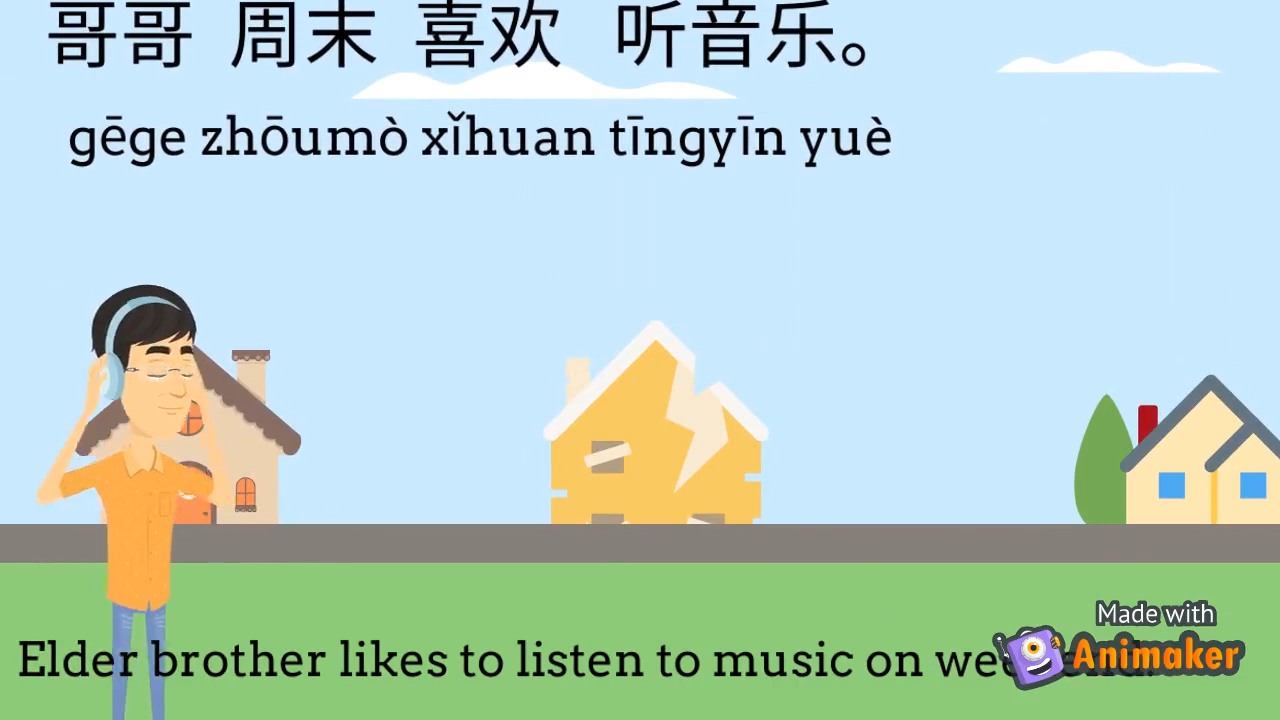 哥哥 周末 喜欢 听音乐。
gēge zhōumò xǐhuan tīngyīn yuè
Elder brother likes to listen to music on
Made with
Animaker